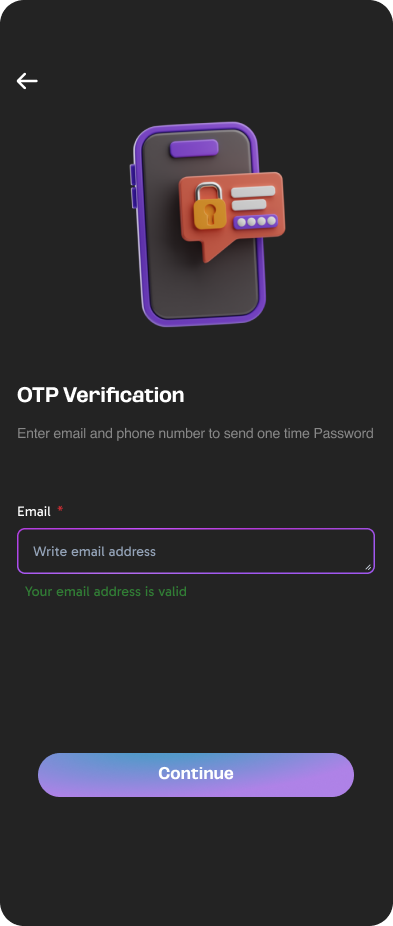 OTP Verification
Enter email and phone number to send one time Password
Email *
Write email address
Your email address is valid
Continue